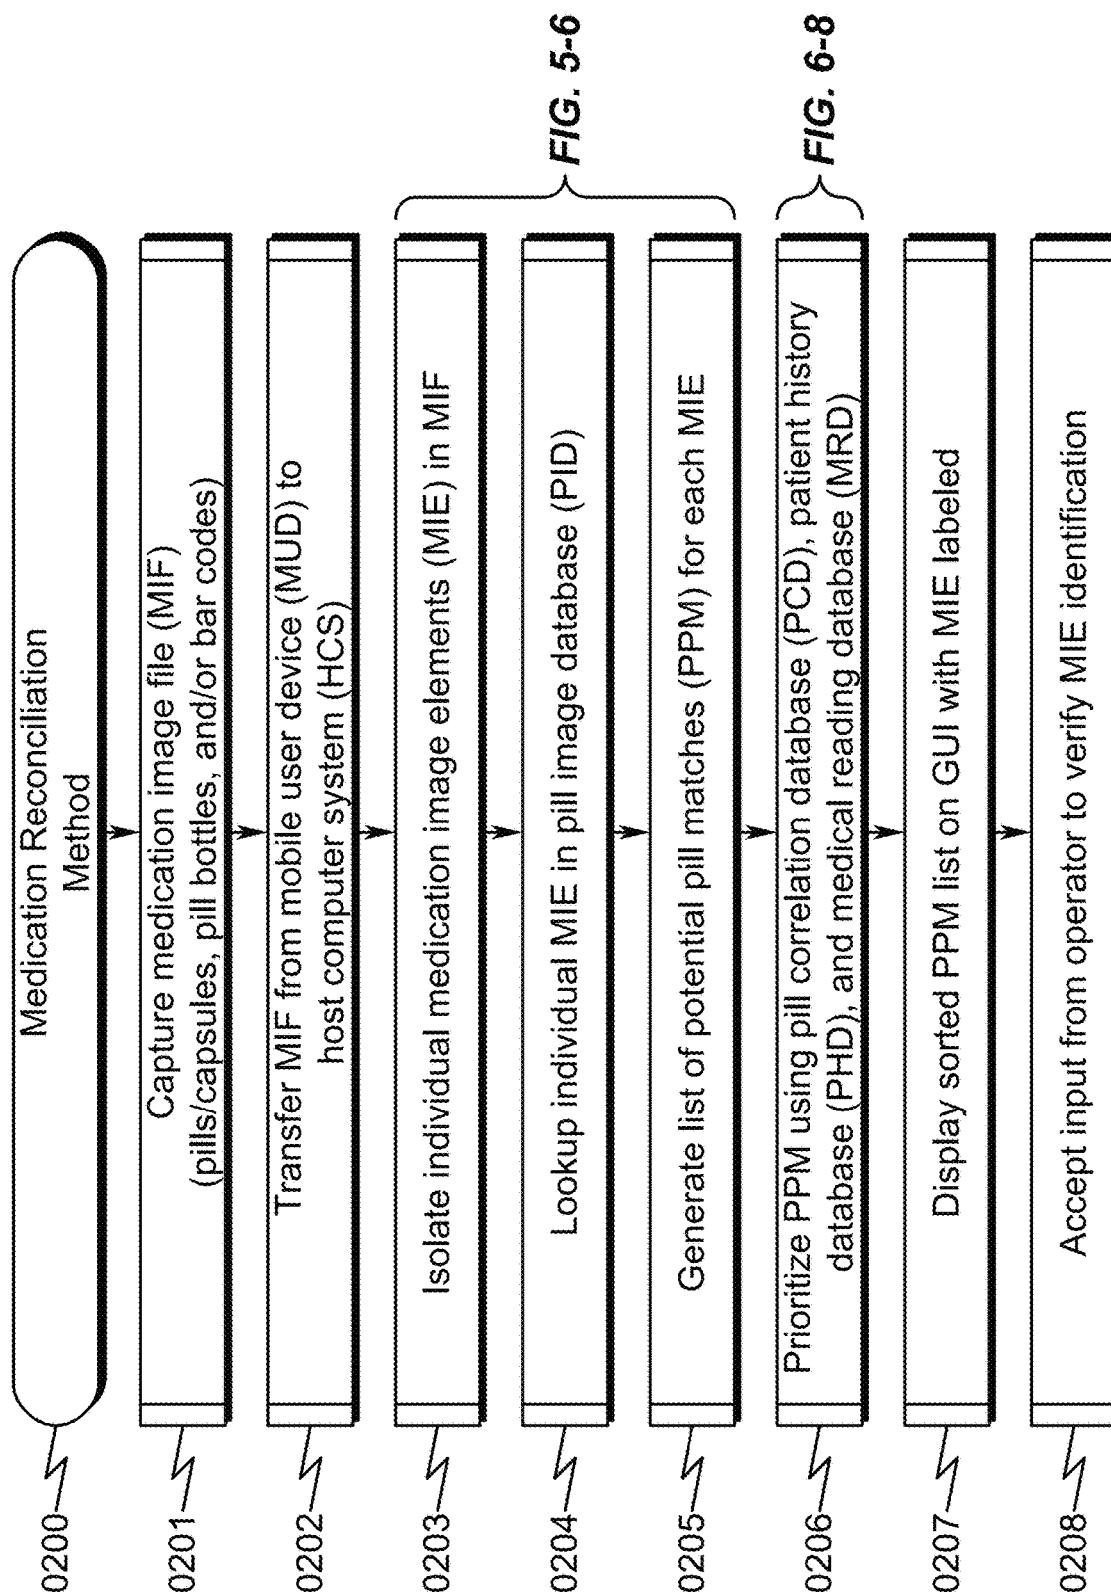 0200
Medication Reconciliation
Method
0201
Capture medication image file (MIF)
(pills/capsules, pill bottles, and/or bar codes)
0202
Transfer MIF from mobile user device (MUD) to
host computer system (HCS)
0203
Isolate individual medication image elements (MIE) in MIF
0204
Lookup individual MIE in pill image database (PID)
FIG. 5-6
0205
Generate list of potential pill matches (PPM) for each MIE
0206
Prioritize PPM using pill correlation database (PCD), patient history
database (PHD), and medical reading database (MRD)
FIG. 6-8
0207
Display sorted PPM list on GUI with MIE labeled
0208
Accept input from operator to verify MIE identification